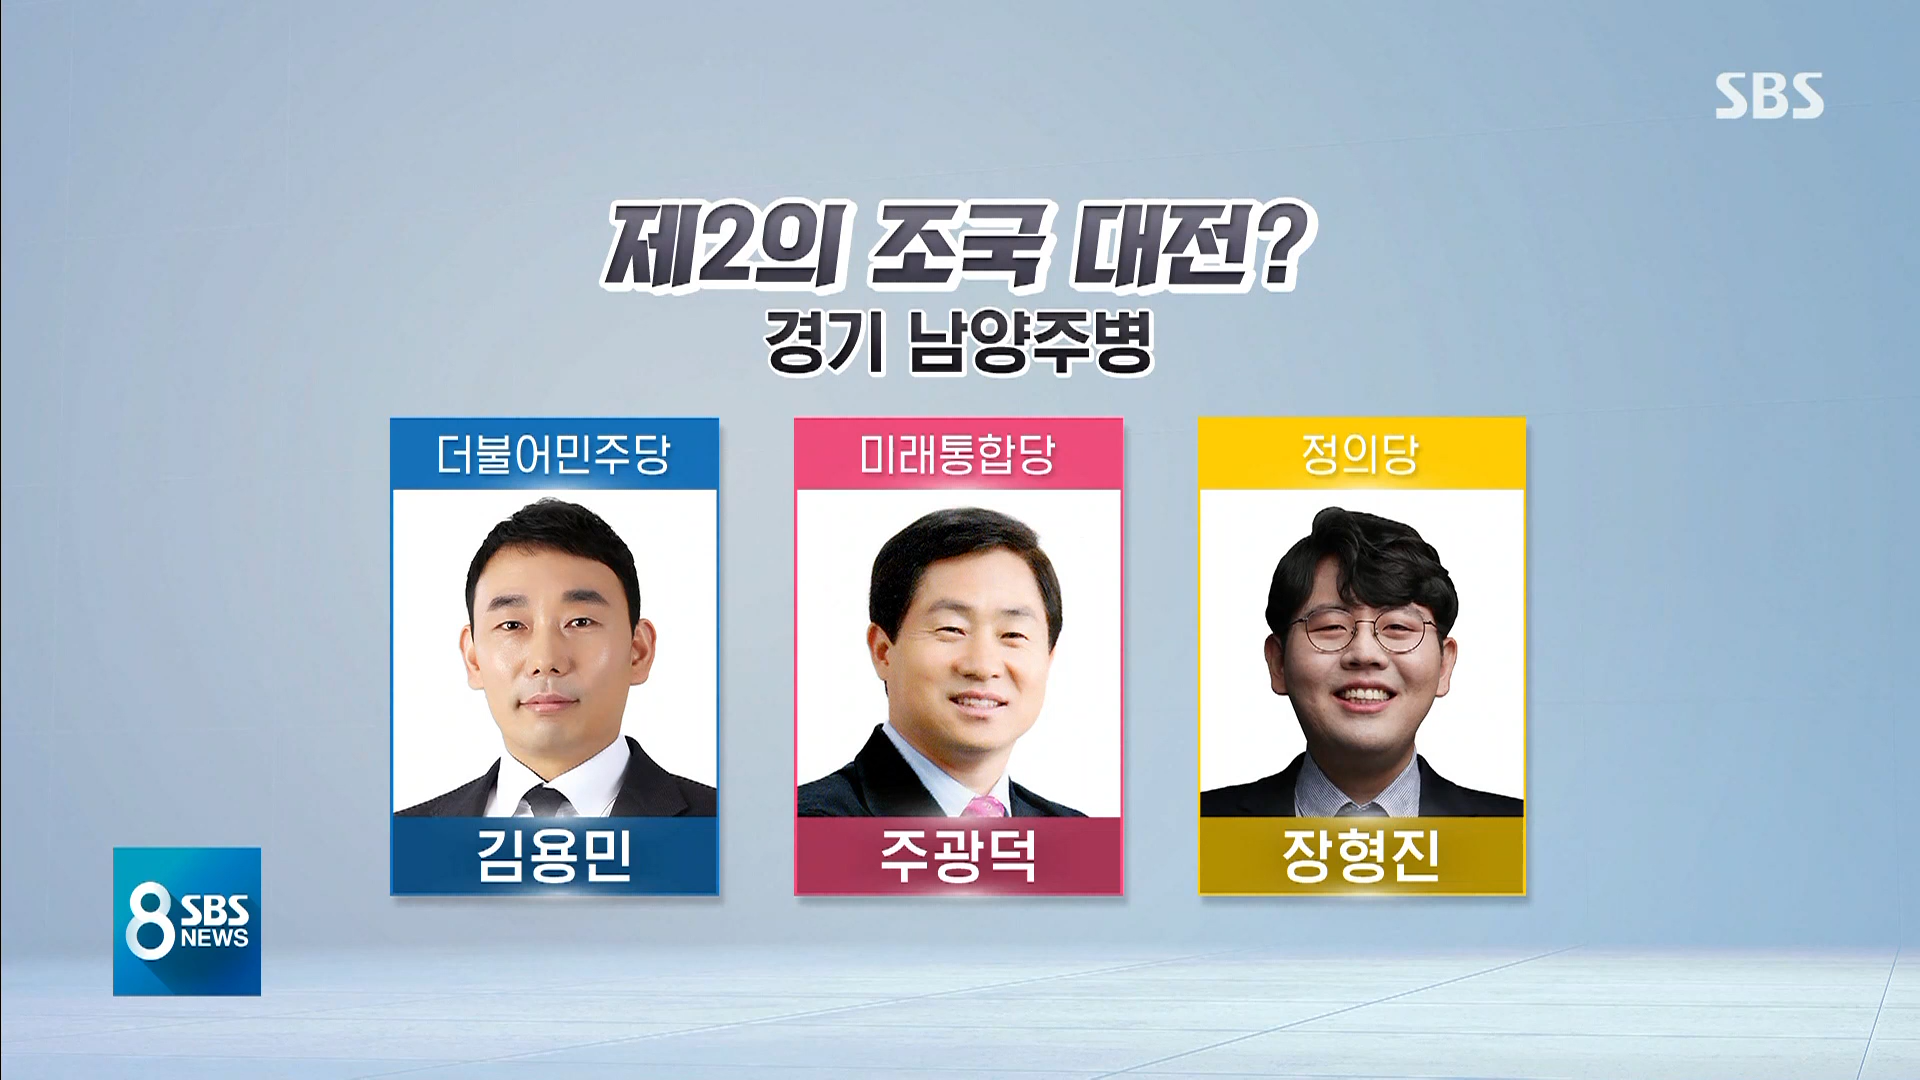 SBS
제2의 조국 대전?
경기 남양주병
더불어민주당
미래통합당
정의당
김용민
주광덕
장형진
8 SBS
NEWS